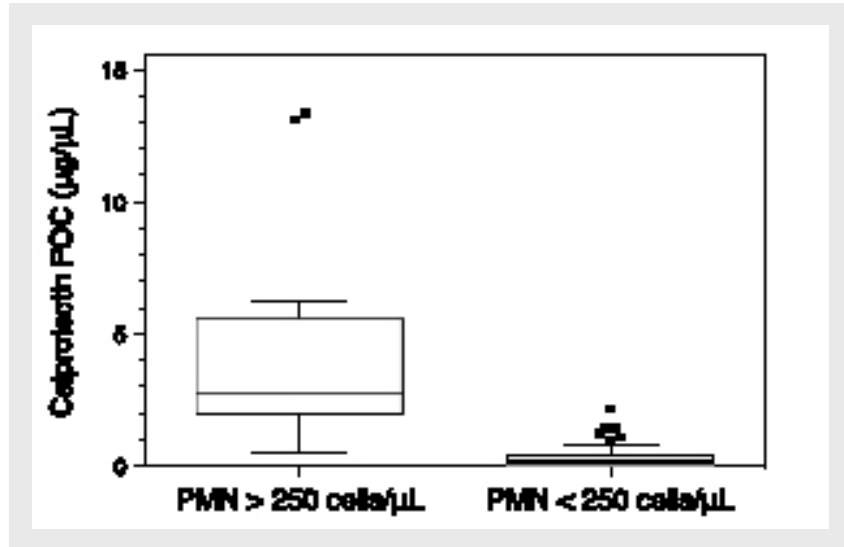 Calprotectin POC (µg/µL)
15
10
5
0
PMN > 250 cells/µL
PMN < 250 cells/µL